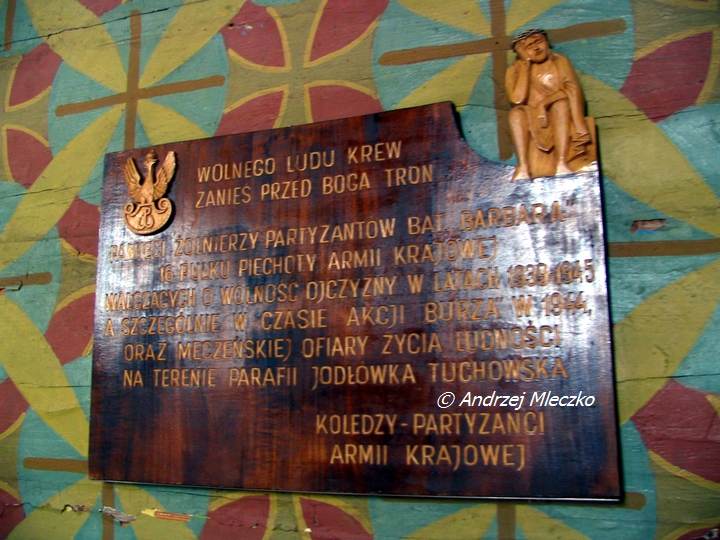 WOLNEGO LUDU KREW
ZANIEŚ PRZED BOGA TRON
PAMIĘCI ŻOŁNIERZY PARTYZANTÓW BAT. „BARBARA"
16 PUŁKU PIECHOTY ARMII KRAJOWEJ
WALCZĄCYCH O WOLNOŚĆ OJCZYZNY W LATACH 1939-1945
A SZCZEGÓLNIE W CZASIE AKCJI BURZA W 1944,
ORAZ MĘCZEŃSKIEJ OFIARY ŻYCIA LUDNOŚCI
NA TERENIE PARAFII JODŁÓWKA TUCHOWSKA
© Andrzej Mleczko
KOLEDZY-PARTYZANCI
ARMII KRAJOWEJ